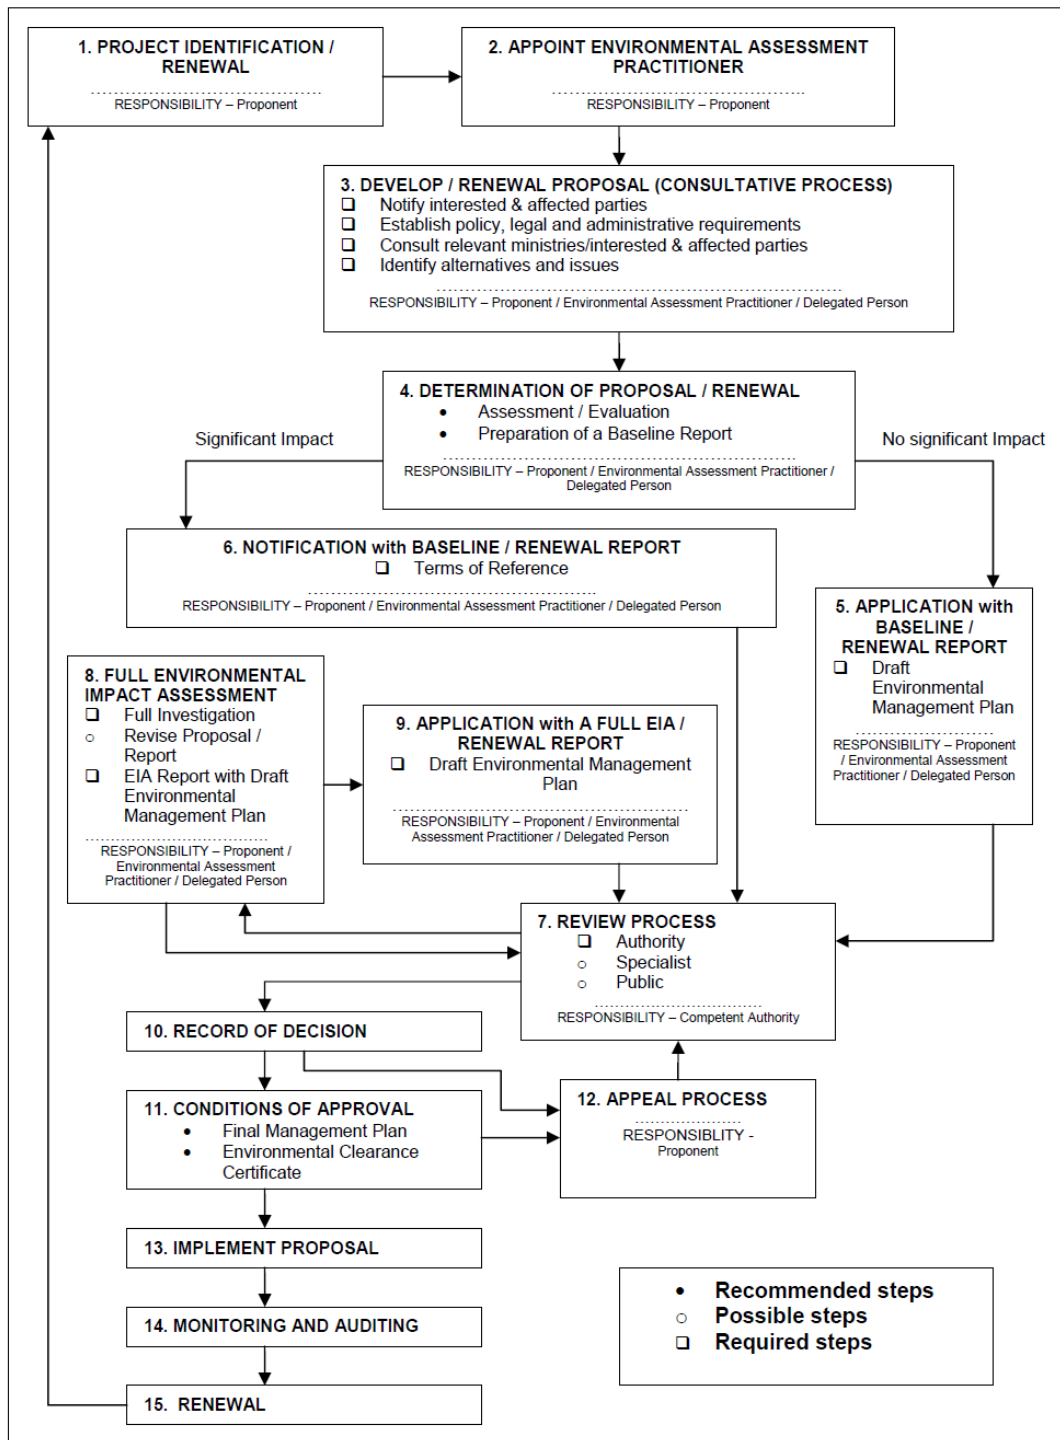 1. PROJECT IDENTIFICATION /
RENEWAL
......................................
RESPONSIBILITY – Proponent
2. APPOINT ENVIRONMENTAL ASSESSMENT
PRACTITIONER
..........................................
RESPONSIBILITY – Proponent
3. DEVELOP / RENEWAL PROPOSAL (CONSULTATIVE PROCESS)
❑ Notify interested & affected parties
❑ Establish policy, legal and administrative requirements
❑ Consult relevant ministries/interested & affected parties
❑ Identify alternatives and issues
....................................................................
RESPONSIBILITY – Proponent / Environmental Assessment Practitioner / Delegated Person
4. DETERMINATION OF PROPOSAL / RENEWAL
• Assessment / Evaluation
• Preparation of a Baseline Report
...........................................................
RESPONSIBILITY – Proponent / Environmental Assessment Practitioner /
Delegated Person
Significant Impact
No significant Impact
6. NOTIFICATION with BASELINE / RENEWAL REPORT
❑ Terms of Reference
.....................................................
RESPONSIBILITY – Proponent / Environmental Assessment Practitioner / Delegated Person
5. APPLICATION with
BASELINE /
RENEWAL REPORT
❑ Draft
Environmental
Management Plan
.......................
RESPONSIBILITY – Proponent
/ Environmental Assessment
Practitioner / Delegated Person
8. FULL ENVIRONMENTAL
IMPACT ASSESSMENT
❑ Full Investigation
○ Revise Proposal /
Report
❑ EIA Report with Draft
Environmental
Management Plan
...............................
RESPONSIBILITY – Proponent /
Environmental Assessment
Practitioner / Delegated Person
9. APPLICATION with A FULL EIA /
RENEWAL REPORT
❑ Draft Environmental Management
Plan
.................................................
RESPONSIBILITY – Proponent / Environmental
Assessment Practitioner / Delegated Person
7. REVIEW PROCESS
❑ Authority
○ Specialist
○ Public
............................
RESPONSIBILITY – Competent Authority
10. RECORD OF DECISION
11. CONDITIONS OF APPROVAL
• Final Management Plan
• Environmental Clearance
Certificate
12. APPEAL PROCESS
.....................
RESPONSIBLITY -
Proponent
13. IMPLEMENT PROPOSAL
14. MONITORING AND AUDITING
15. RENEWAL
• Recommended steps
○ Possible steps
❑ Required steps